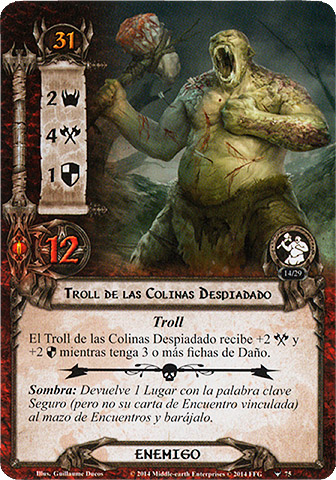 31
2
4
1
12
14/29
Troll de las Colinas Despiadado
Troll
El Troll de las Colinas Despiadado recibe +2 y
+2 mientras tenga 3 o más fichas de Daño.
Sombra: Devuelve 1 Lugar con la palabra clave
Seguro (pero no su carta de Encuentro vinculada)
al mazo de Encuentros y barájalo.
ENEMIGO
Illus. Guillaume Ducos © 2014 Middle-earth Enterprises © 2014 FFG 75